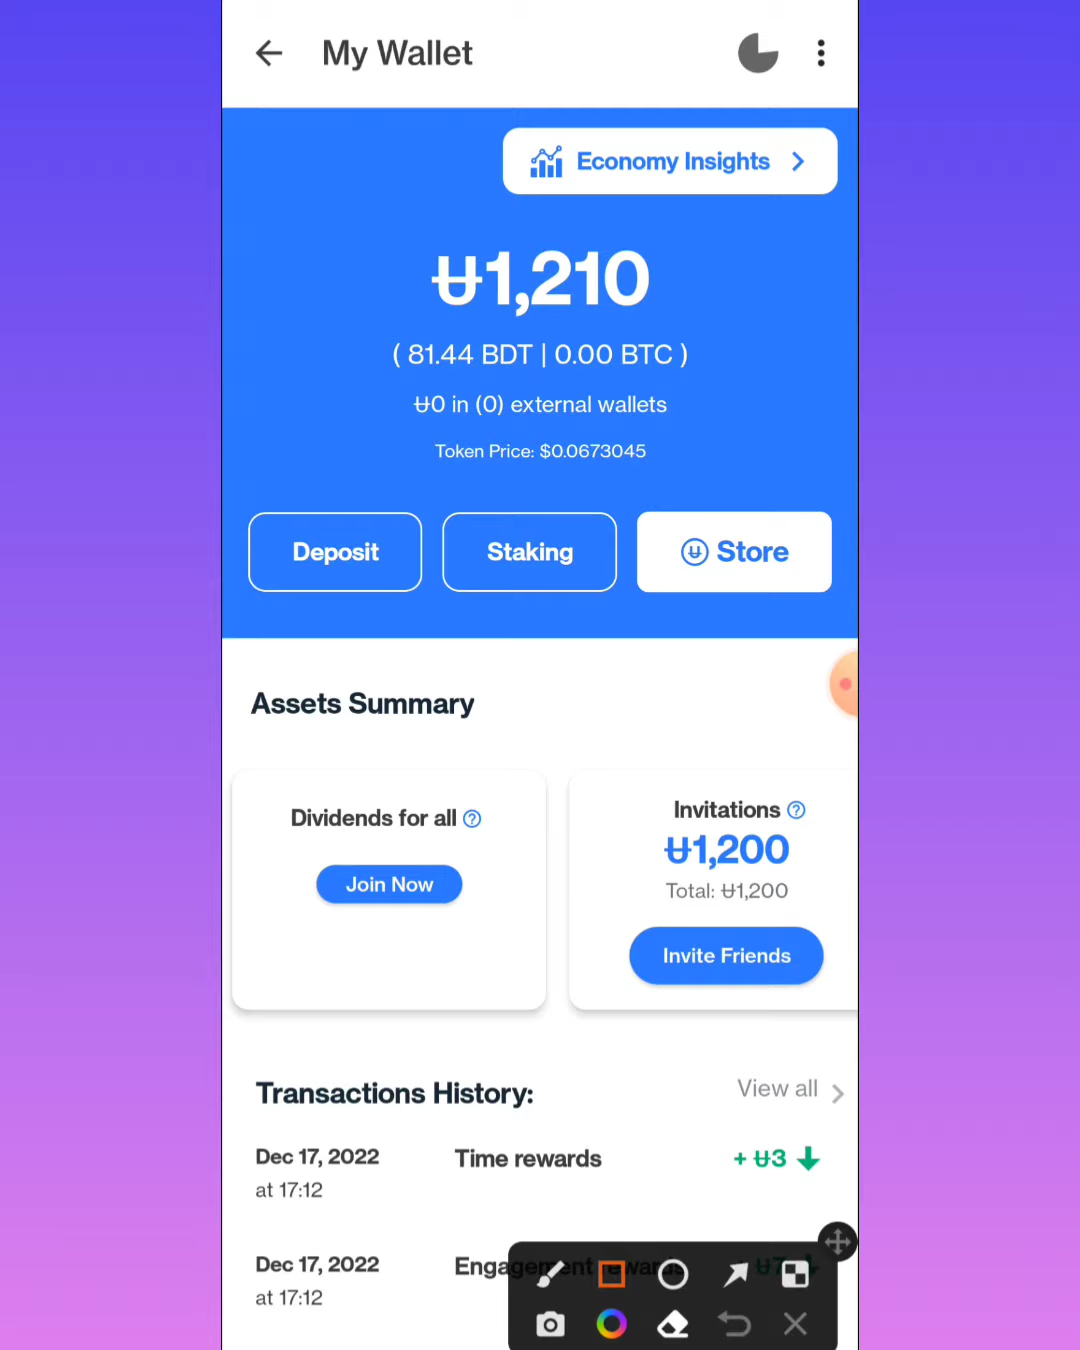 My Wallet
Economy Insights
Ʉ1,210
( 81.44 BDT | 0.00 BTC )
Ʉ0 in (0) external wallets
Token Price: $0.0673045
Deposit
Staking
Store
Assets Summary
Dividends for all
Join Now
Invitations
Ʉ1,200
Total: Ʉ1,200
Invite Friends
Transactions History:
View all
Dec 17, 2022
Time rewards
+ Ʉ3
at 17:12
Dec 17, 2022
Engagement rewards
Ʉ7
at 17:12